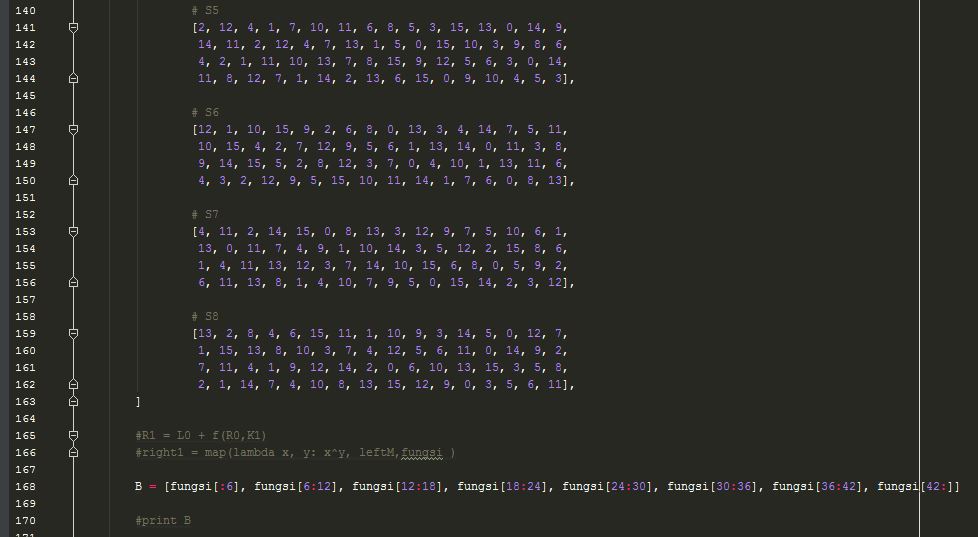 140 # S5
141 [2, 12, 4, 1, 7, 10, 11, 6, 8, 5, 3, 15, 13, 0, 14, 9,
142 14, 11, 2, 12, 4, 7, 13, 1, 5, 0, 15, 10, 3, 9, 8, 6,
143 4, 2, 1, 11, 10, 13, 7, 8, 15, 9, 12, 5, 6, 3, 0, 14,
144 11, 8, 12, 7, 1, 14, 2, 13, 6, 15, 0, 9, 10, 4, 5, 3],
145
146 # S6
147 [12, 1, 10, 15, 9, 2, 6, 8, 0, 13, 3, 4, 14, 7, 5, 11,
148 10, 15, 4, 2, 7, 12, 9, 5, 6, 1, 13, 14, 0, 11, 3, 8,
149 9, 14, 15, 5, 2, 8, 12, 3, 7, 0, 4, 10, 1, 13, 11, 6,
150 4, 3, 2, 12, 9, 5, 15, 10, 11, 14, 1, 7, 6, 0, 8, 13],
151
152 # S7
153 [4, 11, 2, 14, 15, 0, 8, 13, 3, 12, 9, 7, 5, 10, 6, 1,
154 13, 0, 11, 7, 4, 9, 1, 10, 14, 3, 5, 12, 2, 15, 8, 6,
155 1, 4, 11, 13, 12, 3, 7, 14, 10, 15, 6, 8, 0, 5, 9, 2,
156 6, 11, 13, 8, 1, 4, 10, 7, 9, 5, 0, 15, 14, 2, 3, 12],
157
158 # S8
159 [13, 2, 8, 4, 6, 15, 11, 1, 10, 9, 3, 14, 5, 0, 12, 7,
160 1, 15, 13, 8, 10, 3, 7, 4, 12, 5, 6, 11, 0, 14, 9, 2,
161 7, 11, 4, 1, 9, 12, 14, 2, 0, 6, 10, 13, 15, 3, 5, 8,
162 2, 1, 14, 7, 4, 10, 8, 13, 15, 12, 9, 0, 3, 5, 6, 11],
163 ]
164
165 #R1 = L0 + f(R0,K1)
166 #right1 = map(lambda x, y: x^y, leftM,fungsi )
167
168 B = [fungsi[:6], fungsi[6:12], fungsi[12:18], fungsi[18:24], fungsi[24:30], fungsi[30:36], fungsi[36:42], fungsi[42:]]
169
170 #print B